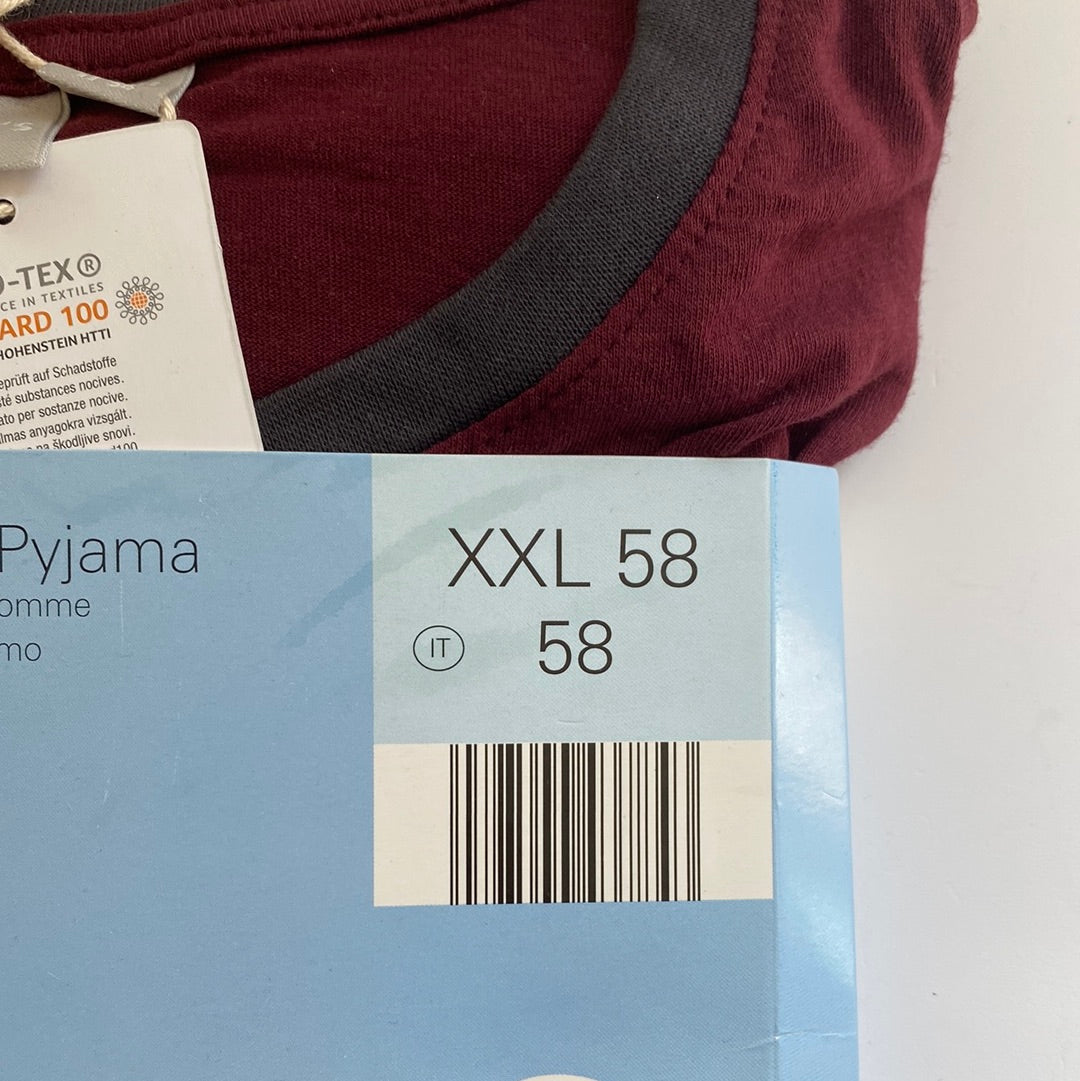 O-TEX®
CE IN TEXTILES
ARD 100
HOHENSTEIN HTTI
eprüft auf Schadstoffe
sté substances nocives.
ato per sostanze nocive.
lmas anyagokra vizsgált.
na škodljive snovi.
Pyjama
omme
mo
XXL 58
IT 58